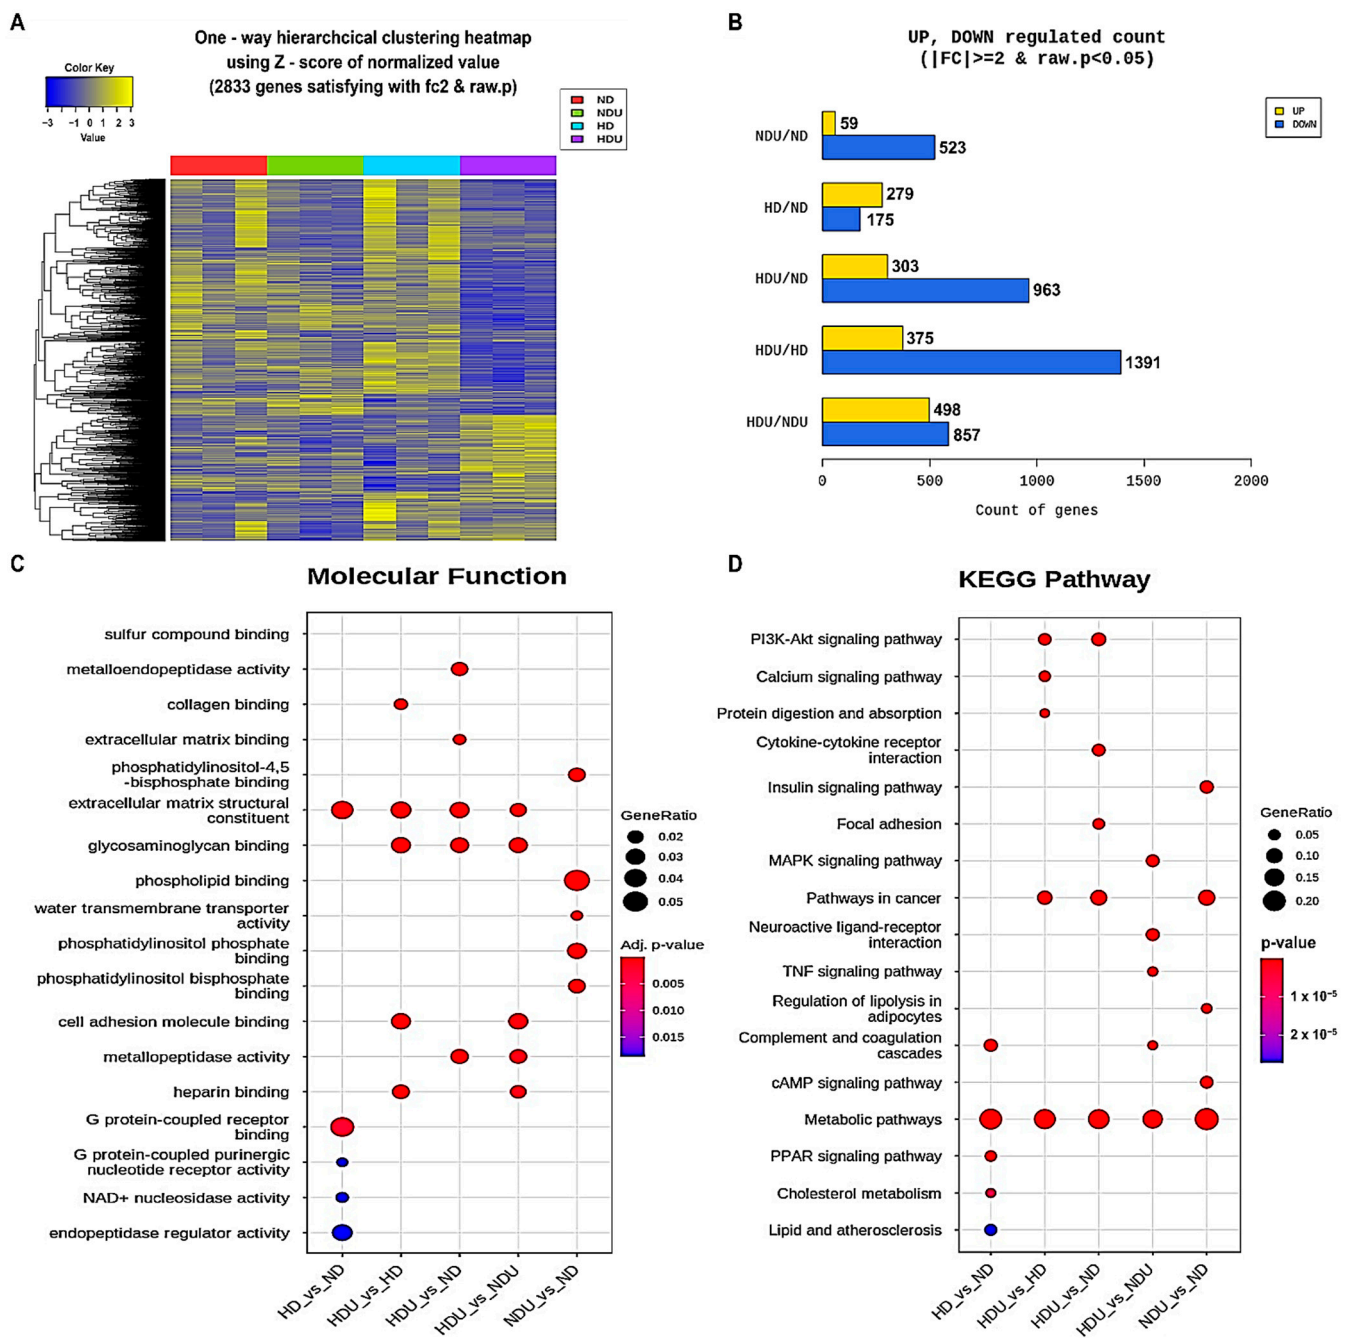 A
One - way hierarchcical clustering heatmap
using Z - score of normalized value
(2833 genes satisfying with fc2 & raw.p)
Color Key
−3 −1 0 1 2 3
Value
ND
NDU
HD
HDU
B
UP, DOWN regulated count
(|FC|>=2 & raw.p<0.05)
UP
DOWN
NDU/ND
59
523
HD/ND
279
175
HDU/ND
303
963
HDU/HD
375
1391
HDU/NDU
498
857
0 500 1000 1500 2000
Count of genes
C
Molecular Function
sulfur compound binding
metalloendopeptidase activity
collagen binding
extracellular matrix binding
phosphatidylinositol-4,5
-bisphosphate binding
extracellular matrix structural
constituent
glycosaminoglycan binding
phospholipid binding
water transmembrane transporter
activity
phosphatidylinositol phosphate
binding
phosphatidylinositol bisphosphate
binding
cell adhesion molecule binding
metallopeptidase activity
heparin binding
G protein-coupled receptor
binding
G protein-coupled purinergic
nucleotide receptor activity
NAD+ nucleosidase activity
endopeptidase regulator activity
HD_vs_ND
HDU_vs_HD
HDU_vs_ND
HDU_vs_NDU
NDU_vs_ND
GeneRatio
0.02
0.03
0.04
0.05
Adj. p-value
0.005
0.010
0.015
D
KEGG Pathway
PI3K-Akt signaling pathway
Calcium signaling pathway
Protein digestion and absorption
Cytokine-cytokine receptor
interaction
Insulin signaling pathway
Focal adhesion
MAPK signaling pathway
Pathways in cancer
Neuroactive ligand-receptor
interaction
TNF signaling pathway
Regulation of lipolysis in
adipocytes
Complement and coagulation
cascades
cAMP signaling pathway
Metabolic pathways
PPAR signaling pathway
Cholesterol metabolism
Lipid and atherosclerosis
HD_vs_ND
HDU_vs_HD
HDU_vs_ND
HDU_vs_NDU
NDU_vs_ND
GeneRatio
0.05
0.10
0.15
0.20
p-value
1 x 10⁻⁵
2 x 10⁻⁵